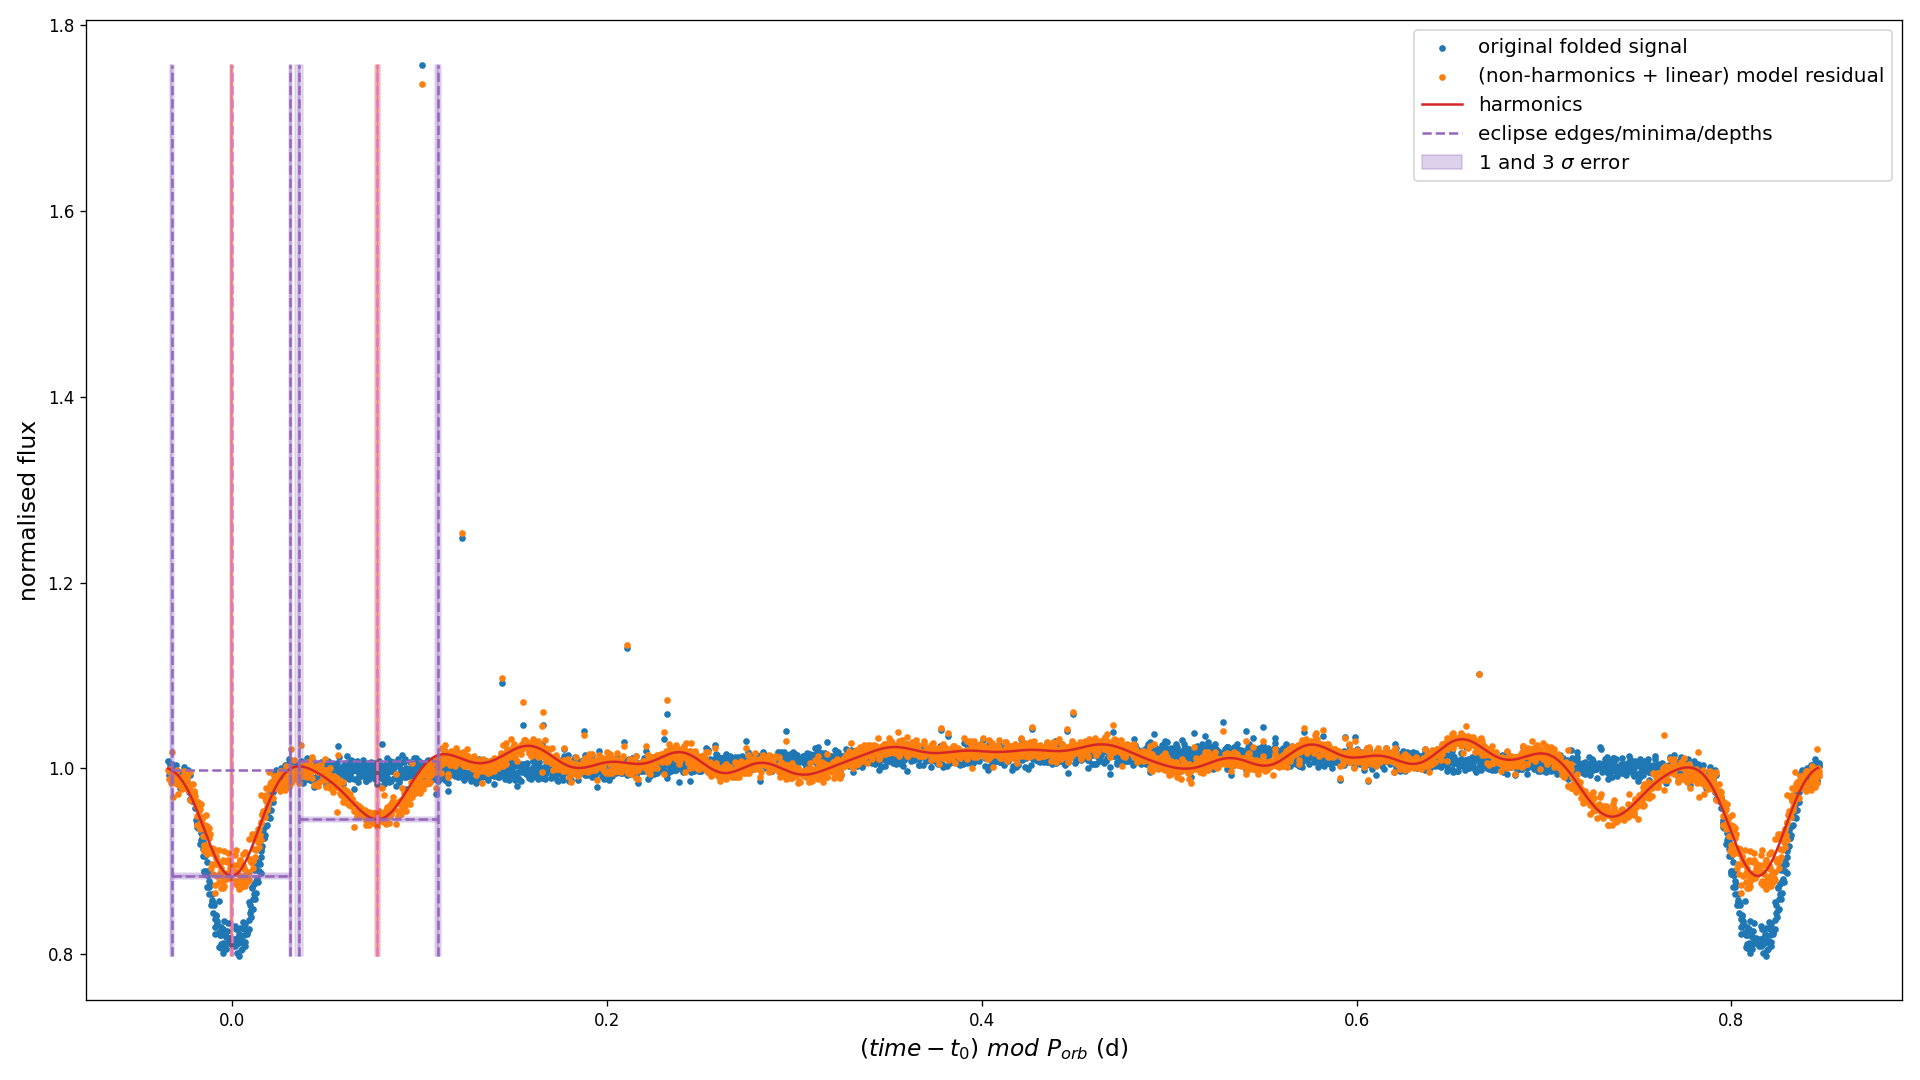 1.8
1.6
1.4
1.2
1.0
0.8
normalised flux
original folded signal
(non-harmonics + linear) model residual
harmonics
eclipse edges/minima/depths
1 and 3 σ error
0.0 0.2 0.4 0.6 0.8
(time − t₀) mod Pₒᵣb (d)